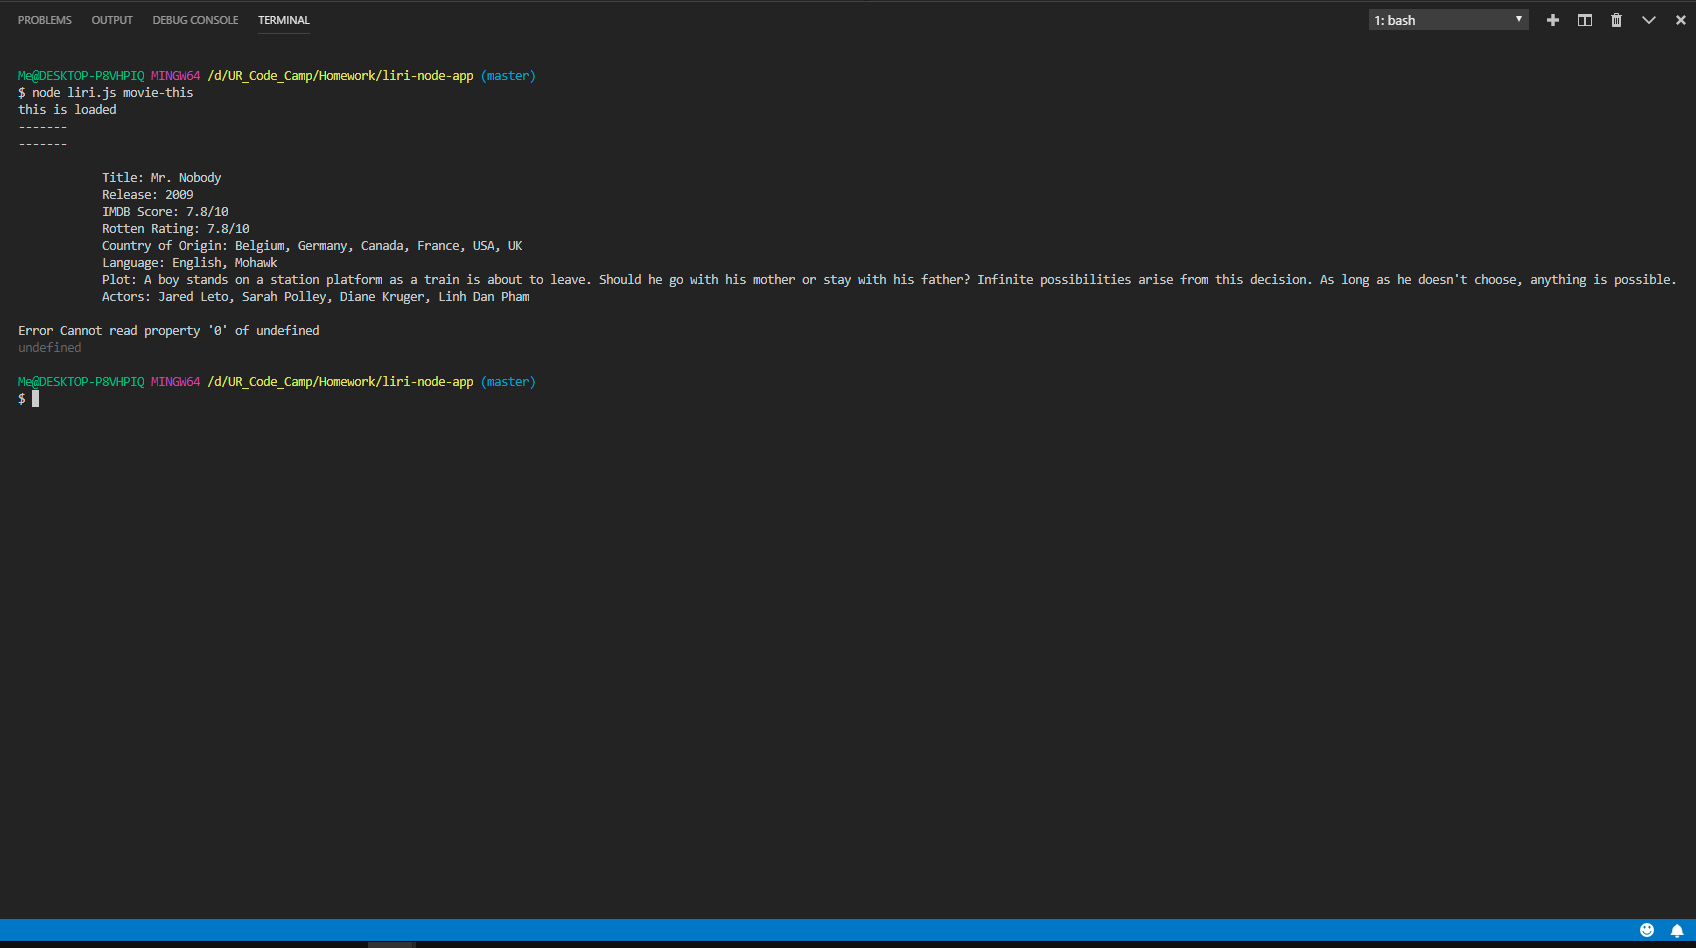 PROBLEMS OUTPUT DEBUG CONSOLE TERMINAL 1: bash
Me@DESKTOP-P8VHPIQ MINGW64 /d/UR_Code_Camp/Homework/liri-node-app (master)
$ node liri.js movie-this
this is loaded
-------
-------
Title: Mr. Nobody
Release: 2009
IMDB Score: 7.8/10
Rotten Rating: 7.8/10
Country of Origin: Belgium, Germany, Canada, France, USA, UK
Language: English, Mohawk
Plot: A boy stands on a station platform as a train is about to leave. Should he go with his mother or stay with his father? Infinite possibilities arise from this decision. As long as he doesn't choose, anything is possible.
Actors: Jared Leto, Sarah Polley, Diane Kruger, Linh Dan Pham
Error Cannot read property '0' of undefined
undefined
Me@DESKTOP-P8VHPIQ MINGW64 /d/UR_Code_Camp/Homework/liri-node-app (master)
$